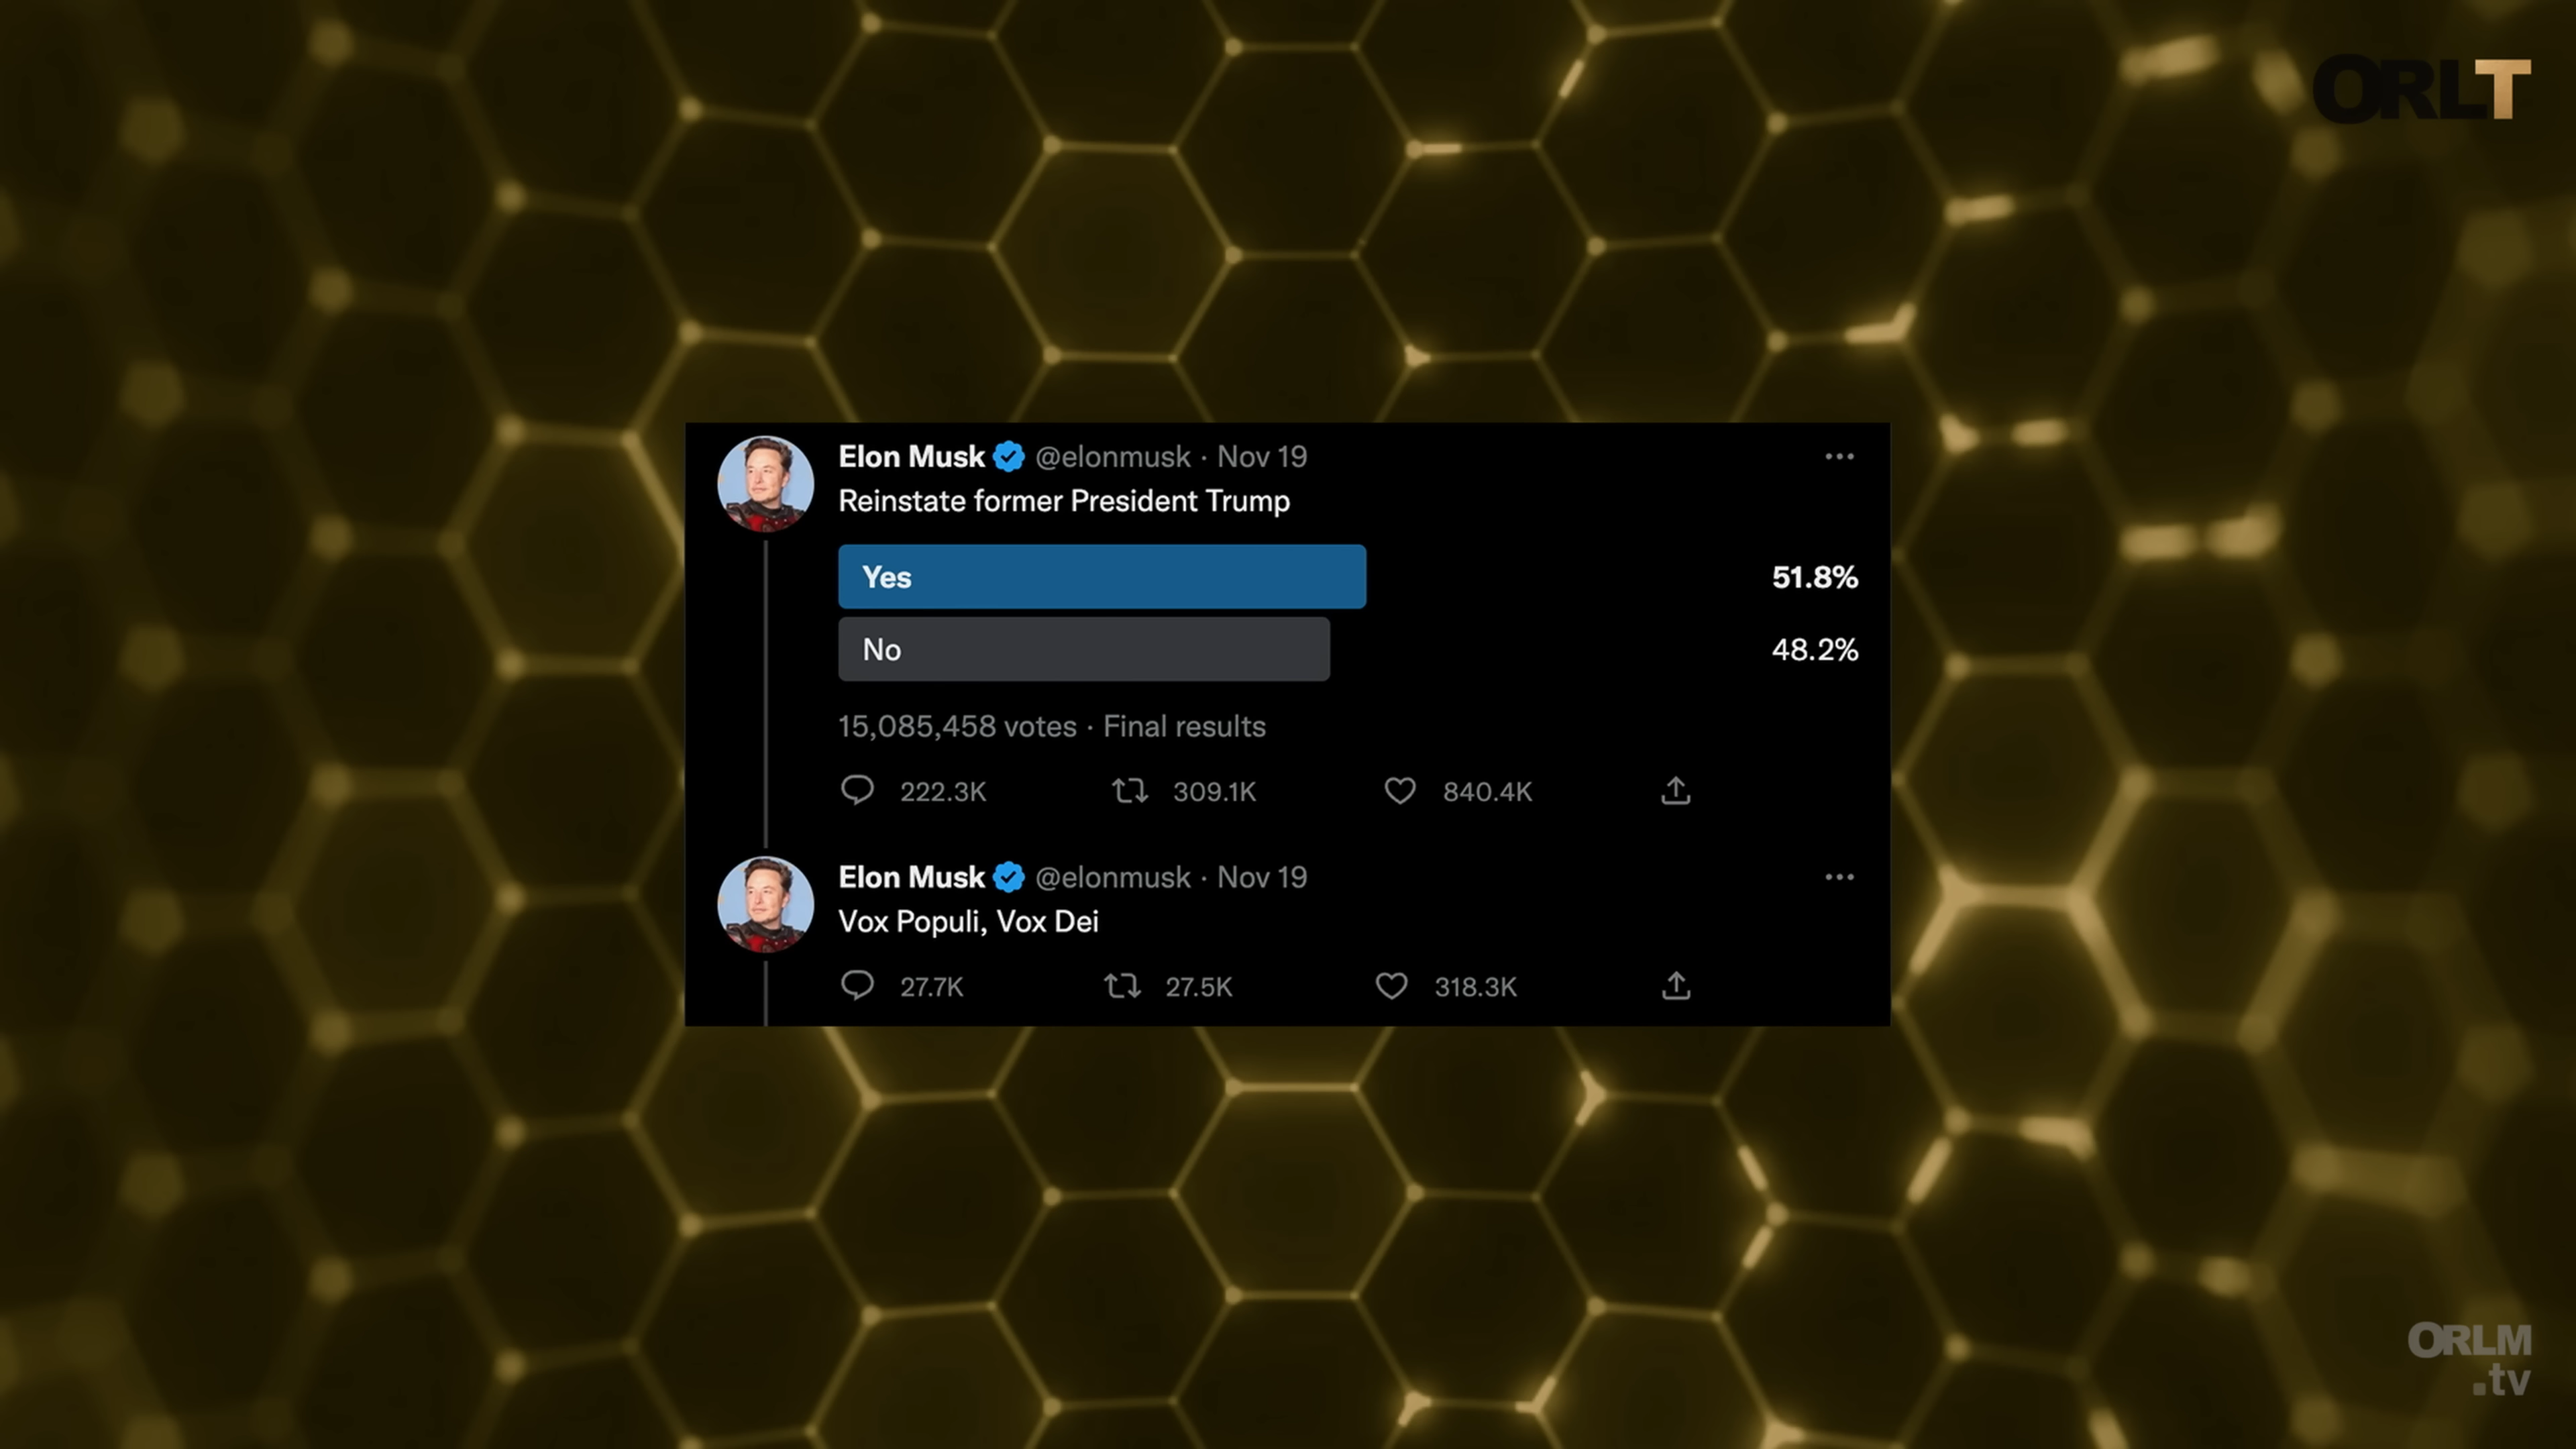 ORLT
Elon Musk @elonmusk · Nov 19
Reinstate former President Trump
Yes 51.8%
No 48.2%
15,085,458 votes · Final results
222.3K 309.1K 840.4K
Elon Musk @elonmusk · Nov 19
Vox Populi, Vox Dei
27.7K 27.5K 318.3K
ORLM
.tv